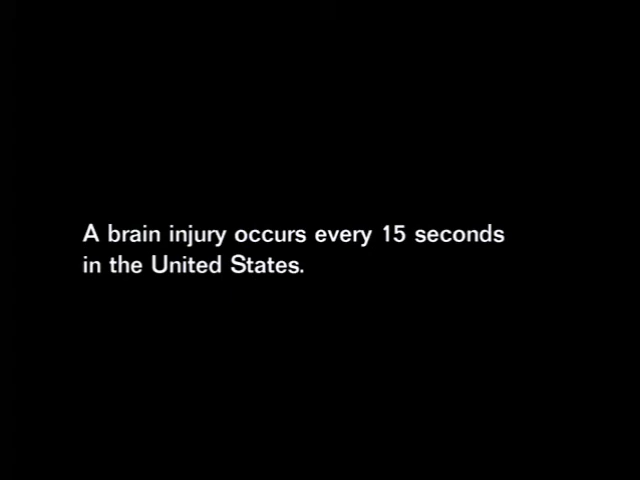 A brain injury occurs every 15 seconds
in the United States.